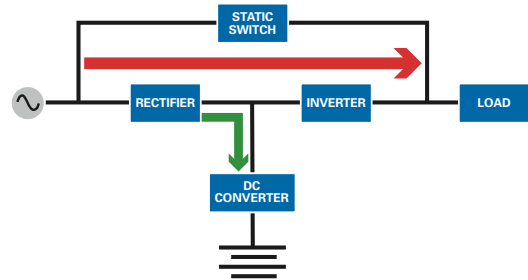 STATIC
SWITCH
RECTIFIER
INVERTER
LOAD
DC
CONVERTER